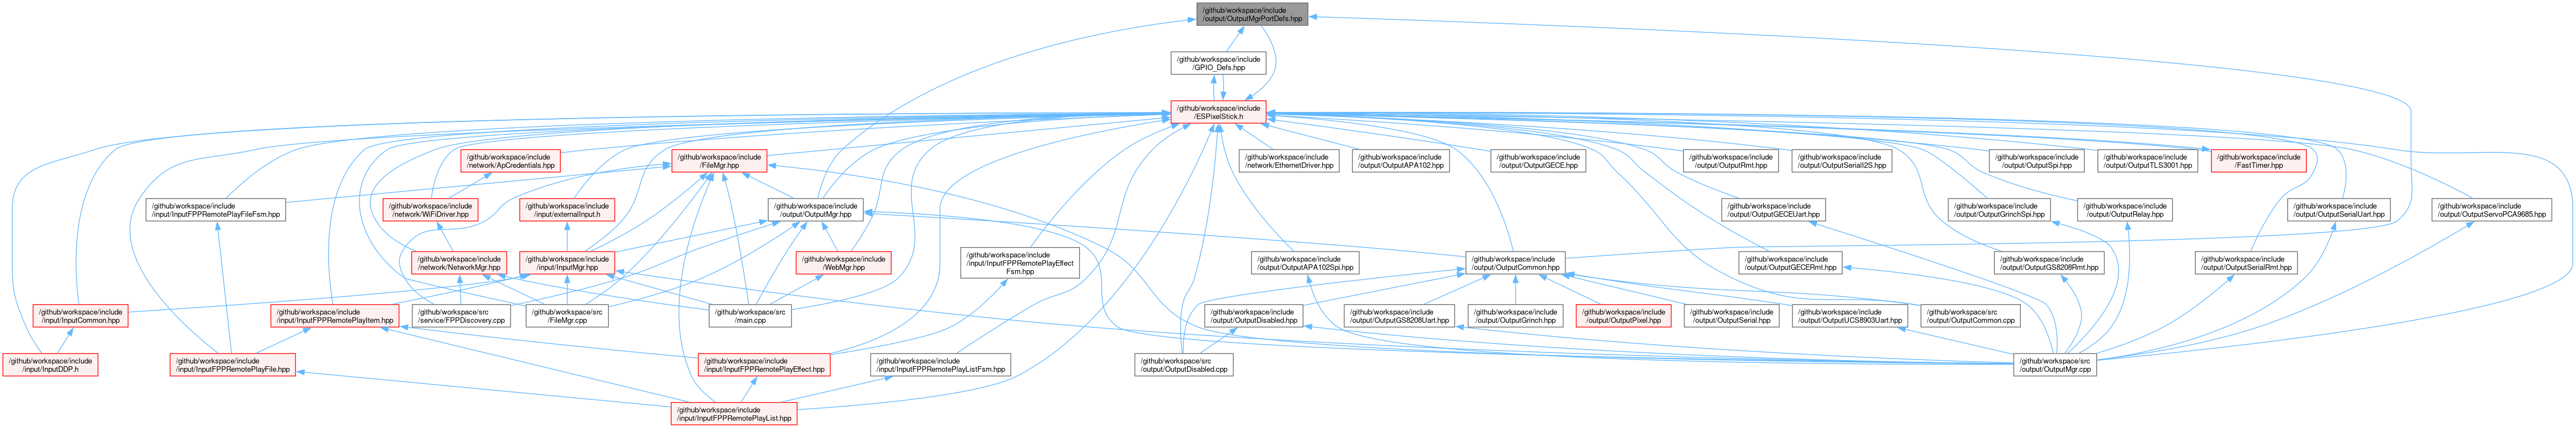 /github/workspace/include
/output/OutputMgrPortDefs.hpp
/github/workspace/include
/GPIO_Defs.hpp
/github/workspace/include
/ESPixelStick.h
/github/workspace/include
/network/ApCredentials.hpp
/github/workspace/include
/FileMgr.hpp
/github/workspace/include
/network/EthernetDriver.hpp
/github/workspace/include
/output/OutputAPA102.hpp
/github/workspace/include
/output/OutputGECE.hpp
/github/workspace/include
/output/OutputRmt.hpp
/github/workspace/include
/output/OutputSerialI2S.hpp
/github/workspace/include
/output/OutputSpi.hpp
/github/workspace/include
/output/OutputTLS3001.hpp
/github/workspace/include
/FastTimer.hpp
/github/workspace/include
/input/InputFPPRemotePlayFileFsm.hpp
/github/workspace/include
/network/WiFiDriver.hpp
/github/workspace/include
/input/externalInput.h
/github/workspace/include
/output/OutputMgr.hpp
/github/workspace/include
/output/OutputGECEUart.hpp
/github/workspace/include
/output/OutputGrinchSpi.hpp
/github/workspace/include
/output/OutputRelay.hpp
/github/workspace/include
/output/OutputSerialUart.hpp
/github/workspace/include
/output/OutputServoPCA9685.hpp
/github/workspace/include
/network/NetworkMgr.hpp
/github/workspace/include
/input/InputMgr.hpp
/github/workspace/include
/WebMgr.hpp
/github/workspace/include
/input/InputFPPRemotePlayEffect
Fsm.hpp
/github/workspace/include
/output/OutputAPA102Spi.hpp
/github/workspace/include
/output/OutputCommon.hpp
/github/workspace/include
/output/OutputGECERmt.hpp
/github/workspace/include
/output/OutputGS8208Rmt.hpp
/github/workspace/include
/output/OutputSerialRmt.hpp
/github/workspace/include
/input/InputCommon.hpp
/github/workspace/include
/input/InputFPPRemotePlayItem.hpp
/github/workspace/src
/service/FPPDiscovery.cpp
/github/workspace/src
/FileMgr.cpp
/github/workspace/src
/main.cpp
/github/workspace/include
/output/OutputDisabled.hpp
/github/workspace/include
/output/OutputGS8208Uart.hpp
/github/workspace/include
/output/OutputGrinch.hpp
/github/workspace/include
/output/OutputPixel.hpp
/github/workspace/include
/output/OutputSerial.hpp
/github/workspace/include
/output/OutputUCS8903Uart.hpp
/github/workspace/src
/output/OutputCommon.cpp
/github/workspace/include
/input/InputDDP.h
/github/workspace/include
/input/InputFPPRemotePlayFile.hpp
/github/workspace/include
/input/InputFPPRemotePlayEffect.hpp
/github/workspace/include
/input/InputFPPRemotePlayListFsm.hpp
/github/workspace/src
/output/OutputDisabled.cpp
/github/workspace/src
/output/OutputMgr.cpp
/github/workspace/include
/input/InputFPPRemotePlayList.hpp